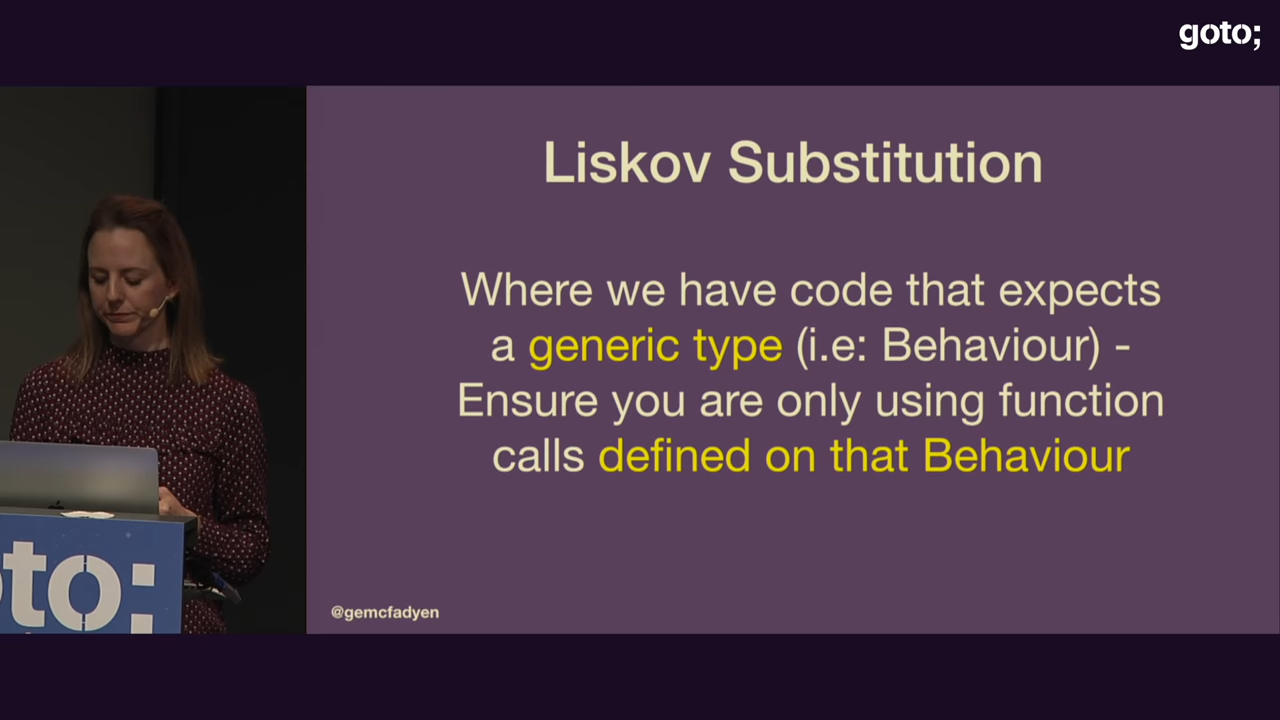 goto;
Liskov Substitution
Where we have code that expects
a generic type (i.e: Behaviour) -
Ensure you are only using function
calls defined on that Behaviour
@gemcfadyen
oto: